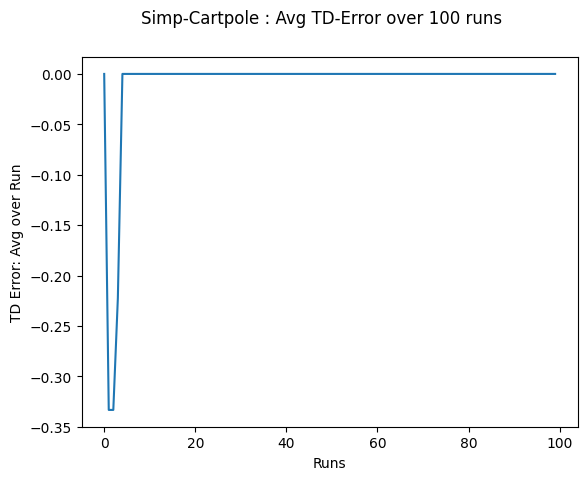 Simp-Cartpole : Avg TD-Error over 100 runs
0.00
−0.05
−0.10
−0.15
−0.20
−0.25
−0.30
−0.35
TD Error: Avg over Run
0 20 40 60 80 100
Runs